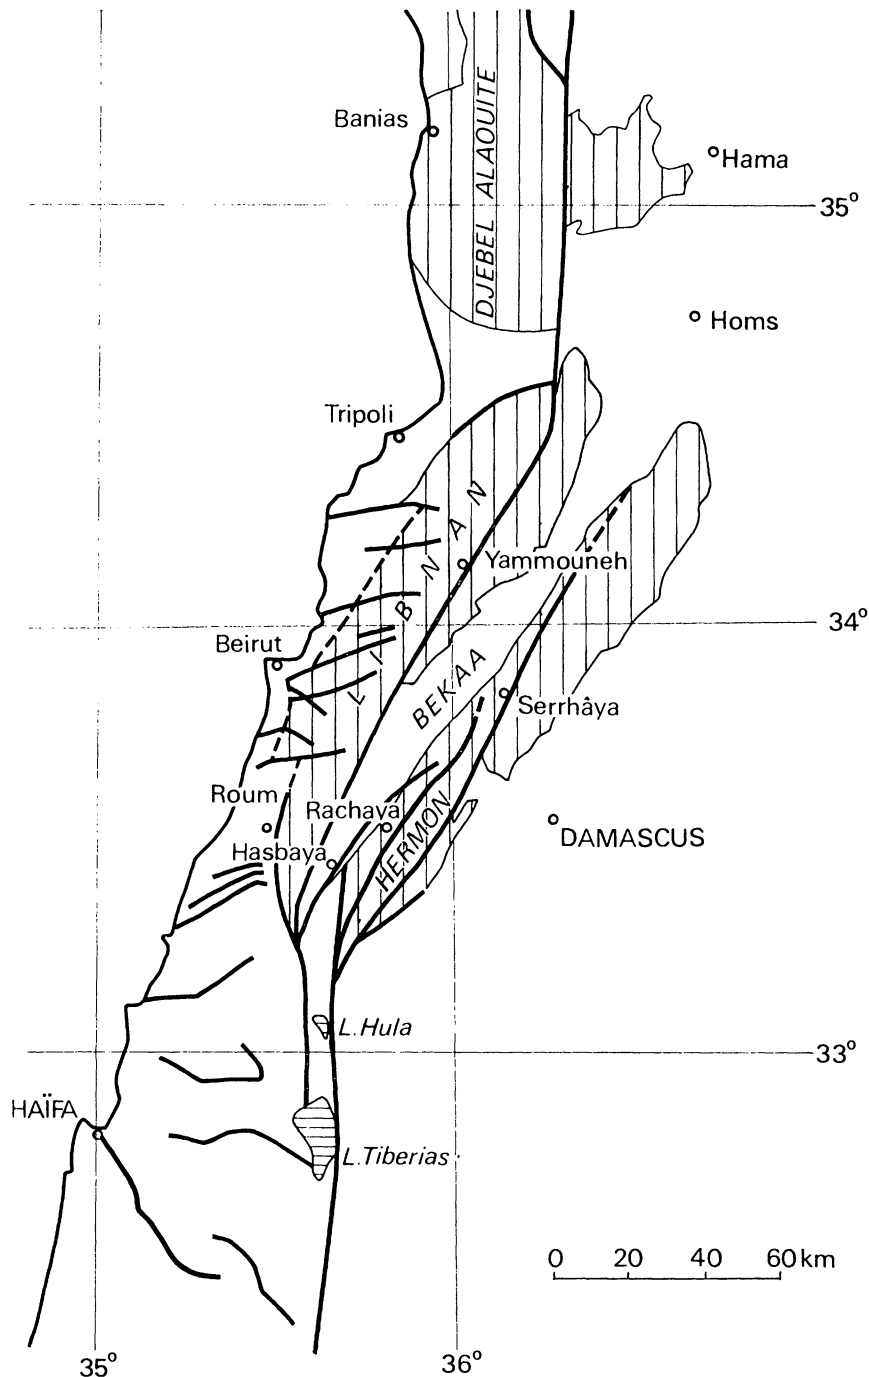 Banias
DJEBEL ALAOUITE
Hama
35°
Homs
Tripoli
LIBNAN
Yammouneh
34°
Beirut
BEKAA
Serrhâya
Roum
Rachaya
DAMASCUS
Hasbaya
HERMON
L.Hula
33°
HAÏFA
L.Tiberias
0 20 40 60 km
35° 36°